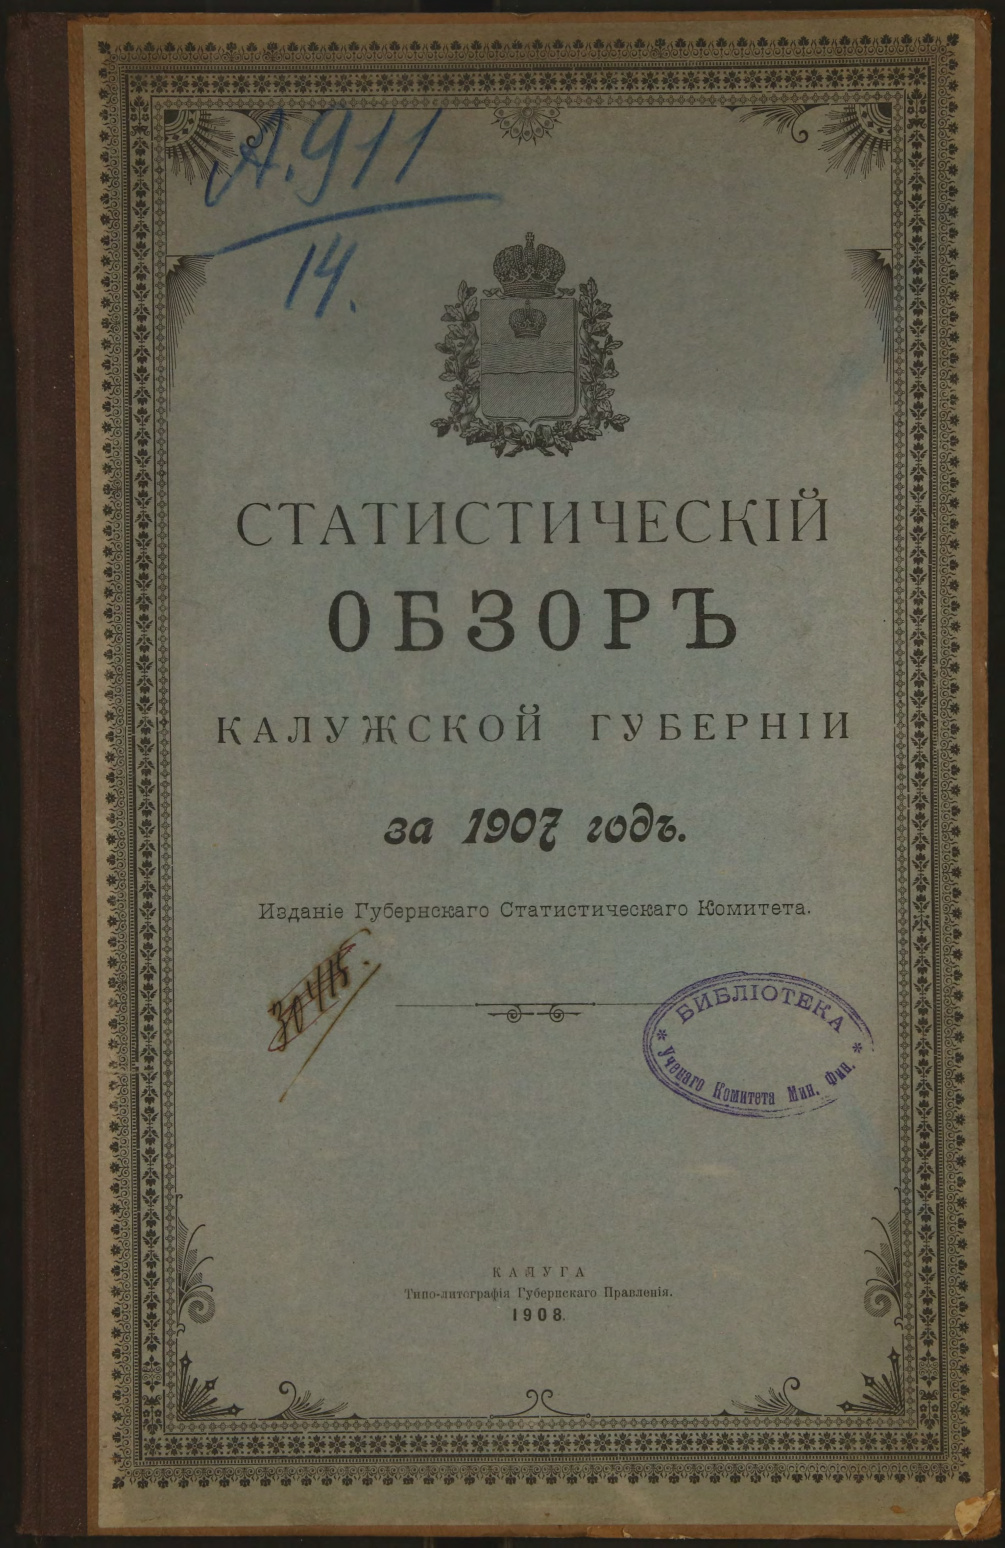 А.911
14.
СТАТИСТИЧЕСКІЙ
ОБЗОРЪ
КАЛУЖСКОЙ ГУБЕРНІИ
за 1907 годъ.
Изданіе Губернскаго Статистическаго Комитета.
30415.
* БИБЛІОТЕКА *
Ученаго Комитета Мин. Фин.
КАЛУГА
Типо-литографія Губернскаго Правленія.
1908.